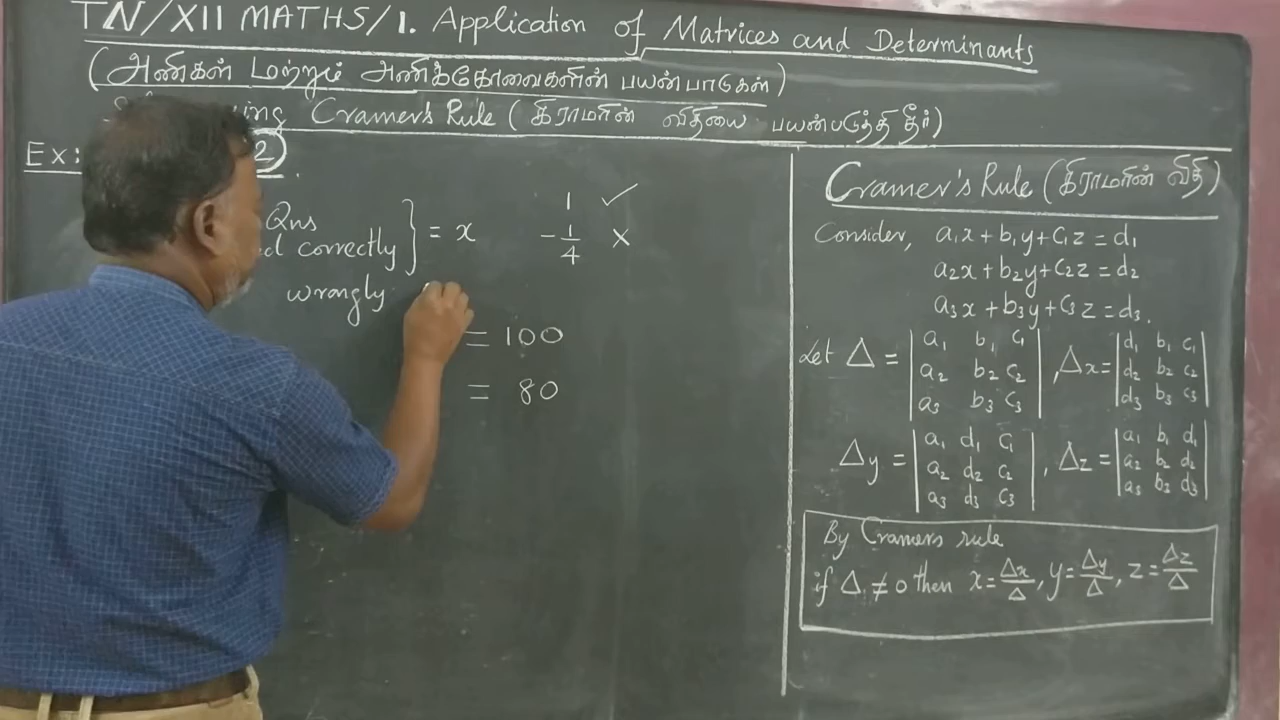 TN/XII MATHS/1. Application of Matrices and Determinants
(அணிகள் மற்றும் அணிக்கோவைகளின் பயன்பாடுகள்)
Cramer's Rule (கிராமரின் விதியை பயன்படுத்தி தீர்)
Ex: 2)
Qns
correctly } = x
1 ✓
-1/4 x
wrongly
= 100
= 80
Cramer's Rule (கிராமரின் விதி)
Consider, a₁x + b₁y + c₁z = d₁
a₂x + b₂y + c₂z = d₂
a₃x + b₃y + c₃z = d₃.
Let Δ = | a₁ b₁ c₁ | , Δx = | d₁ b₁ c₁ |
| a₂ b₂ c₂ | | d₂ b₂ c₂ |
| a₃ b₃ c₃ | | d₃ b₃ c₃ |
Δy = | a₁ d₁ c₁ | , Δz = | a₁ b₁ d₁ |
| a₂ d₂ c₂ | | a₂ b₂ d₂ |
| a₃ d₃ c₃ | | a₃ b₃ d₃ |
By Cramers rule
if Δ ≠ 0 then x = Δx/Δ, y = Δy/Δ, z = Δz/Δ